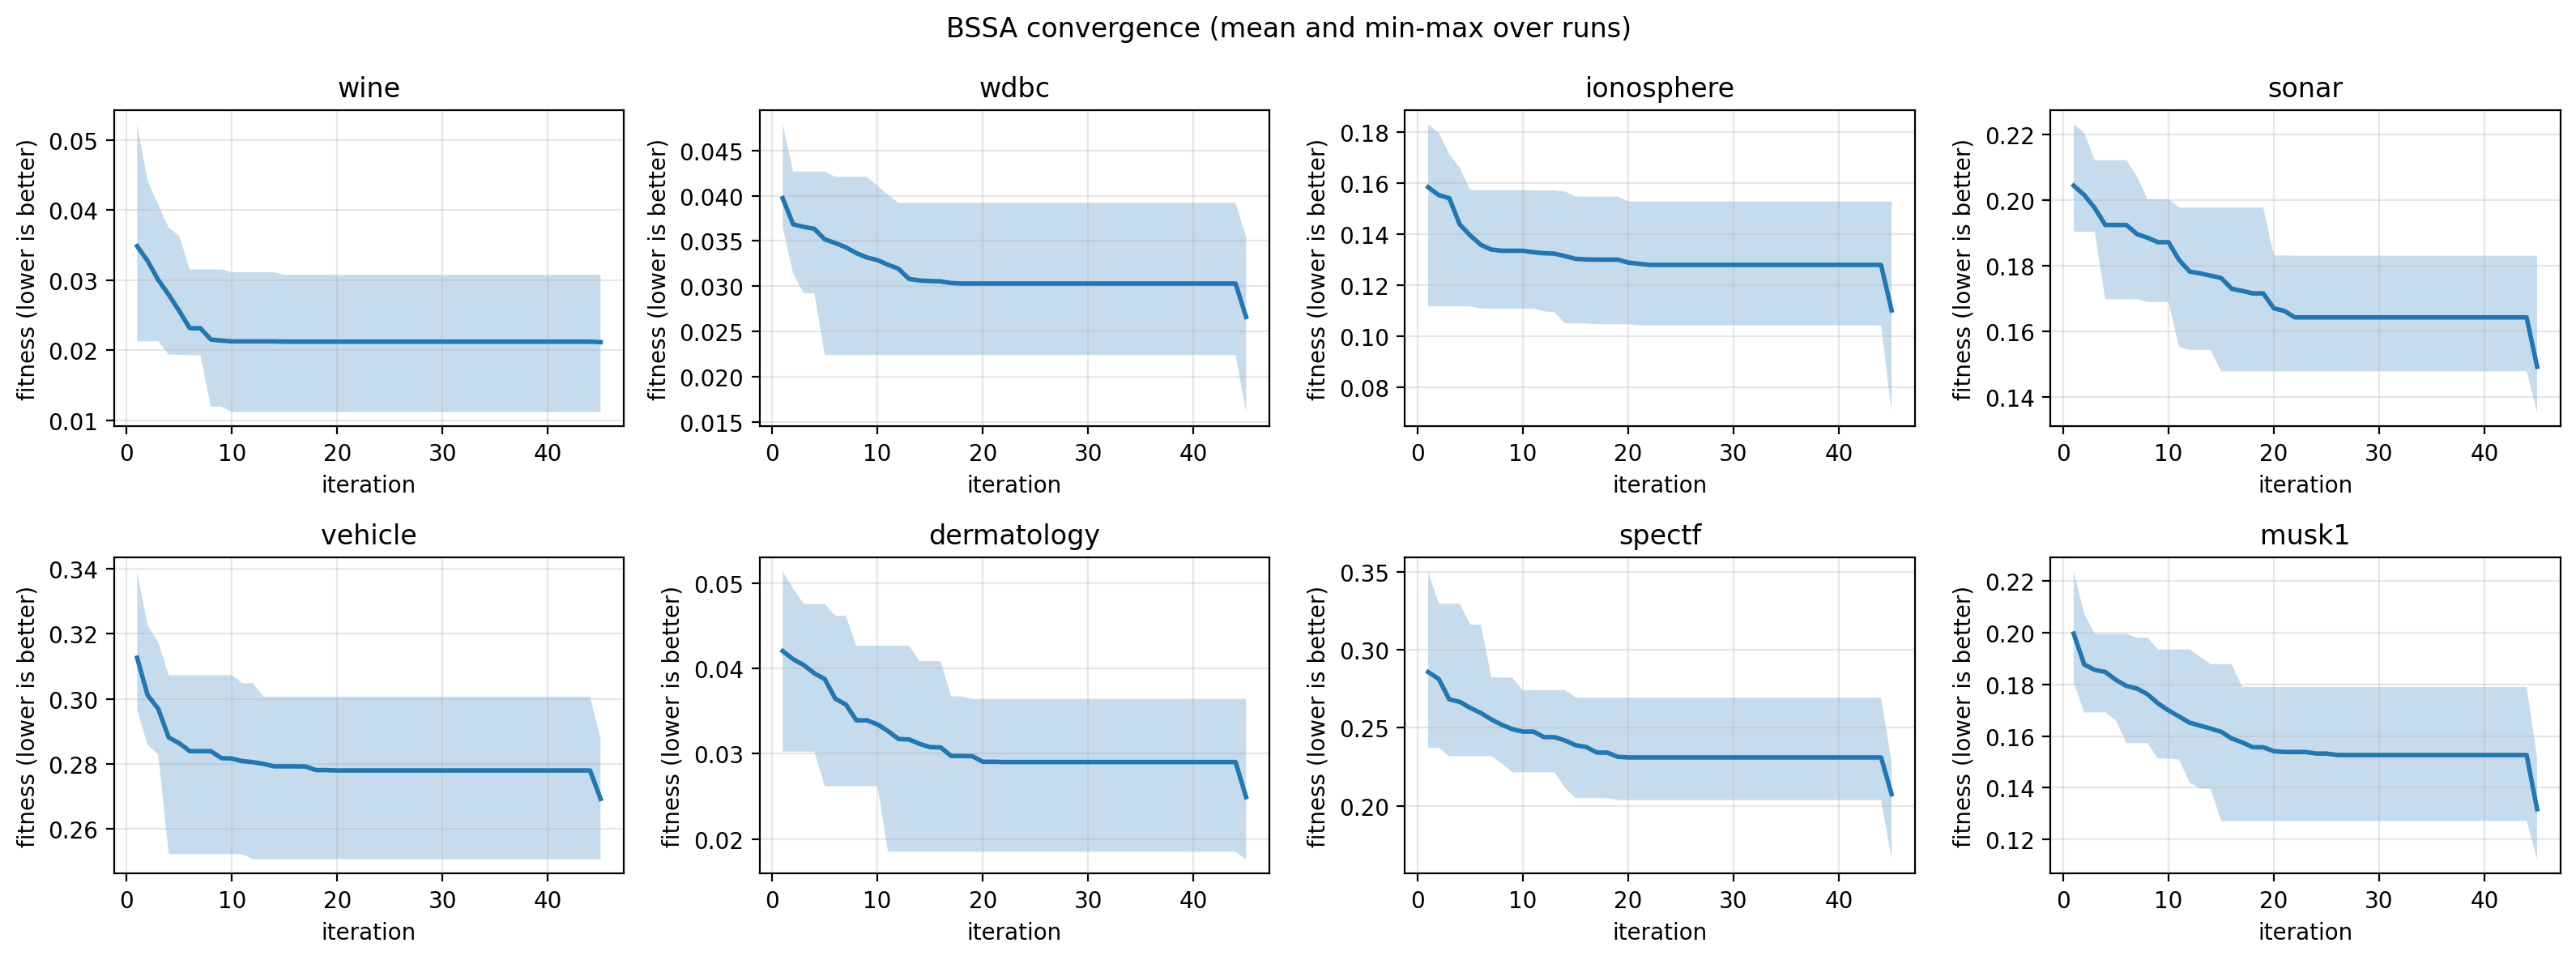 BSSA convergence (mean and min-max over runs)
wine
fitness (lower is better)
0.05
0.04
0.03
0.02
0.01
0 10 20 30 40
iteration
wdbc
fitness (lower is better)
0.045
0.040
0.035
0.030
0.025
0.020
0.015
0 10 20 30 40
iteration
ionosphere
fitness (lower is better)
0.18
0.16
0.14
0.12
0.10
0.08
0 10 20 30 40
iteration
sonar
fitness (lower is better)
0.22
0.20
0.18
0.16
0.14
0 10 20 30 40
iteration
vehicle
fitness (lower is better)
0.34
0.32
0.30
0.28
0.26
0 10 20 30 40
iteration
dermatology
fitness (lower is better)
0.05
0.04
0.03
0.02
0 10 20 30 40
iteration
spectf
fitness (lower is better)
0.35
0.30
0.25
0.20
0 10 20 30 40
iteration
musk1
fitness (lower is better)
0.22
0.20
0.18
0.16
0.14
0.12
0 10 20 30 40
iteration